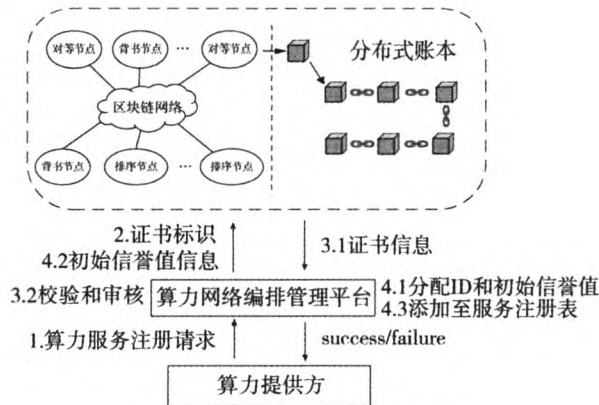 对等节点 背书节点 ··· 对等节点
分布式账本
区块链网络
背书节点 排序节点 ··· 排序节点
2.证书标识
4.2初始信誉值信息
3.1证书信息
3.2校验和审核
算力网络编排管理平台
4.1分配ID和初始信誉值
4.3添加至服务注册表
1.算力服务注册请求
success/failure
算力提供方